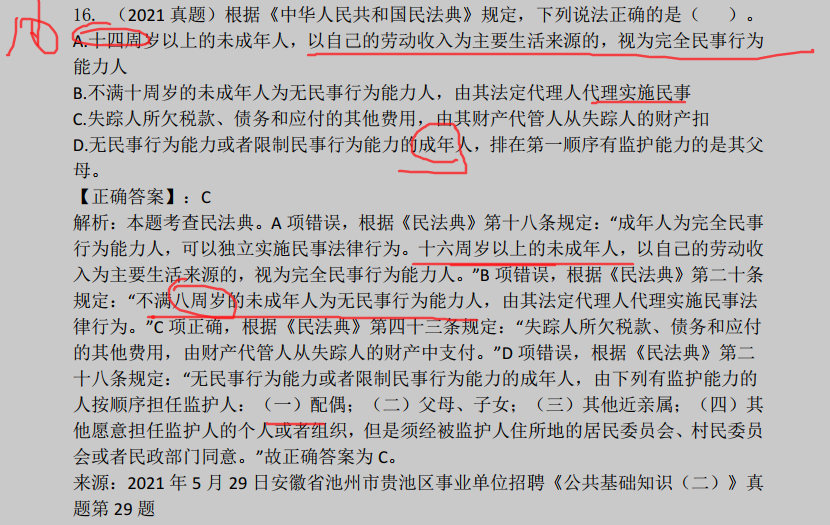 16. （2021 真题）根据《中华人民共和国民法典》规定，下列说法正确的是（　　）。
A.十四周岁以上的未成年人，以自己的劳动收入为主要生活来源的，视为完全民事行为
能力人
B.不满十周岁的未成年人为无民事行为能力人，由其法定代理人代理实施民事
C.失踪人所欠税款、债务和应付的其他费用，由其财产代管人从失踪人的财产扣
D.无民事行为能力或者限制民事行为能力的成年人，排在第一顺序有监护能力的是其父
母。
【正确答案】：C
解析：本题考查民法典。A 项错误，根据《民法典》第十八条规定：“成年人为完全民事
行为能力人，可以独立实施民事法律行为。十六周岁以上的未成年人，以自己的劳动收
入为主要生活来源的，视为完全民事行为能力人。”B 项错误，根据《民法典》第二十条
规定：“不满八周岁的未成年人为无民事行为能力人，由其法定代理人代理实施民事法
律行为。”C 项正确，根据《民法典》第四十三条规定：“失踪人所欠税款、债务和应付
的其他费用，由财产代管人从失踪人的财产中支付。”D 项错误，根据《民法典》第二
十八条规定：“无民事行为能力或者限制民事行为能力的成年人，由下列有监护能力的
人按顺序担任监护人：（一）配偶；（二）父母、子女；（三）其他近亲属；（四）其
他愿意担任监护人的个人或者组织，但是须经被监护人住所地的居民委员会、村民委员
会或者民政部门同意。”故正确答案为 C。
来源：2021 年 5 月 29 日安徽省池州市贵池区事业单位招聘《公共基础知识（二）》真
题第 29 题